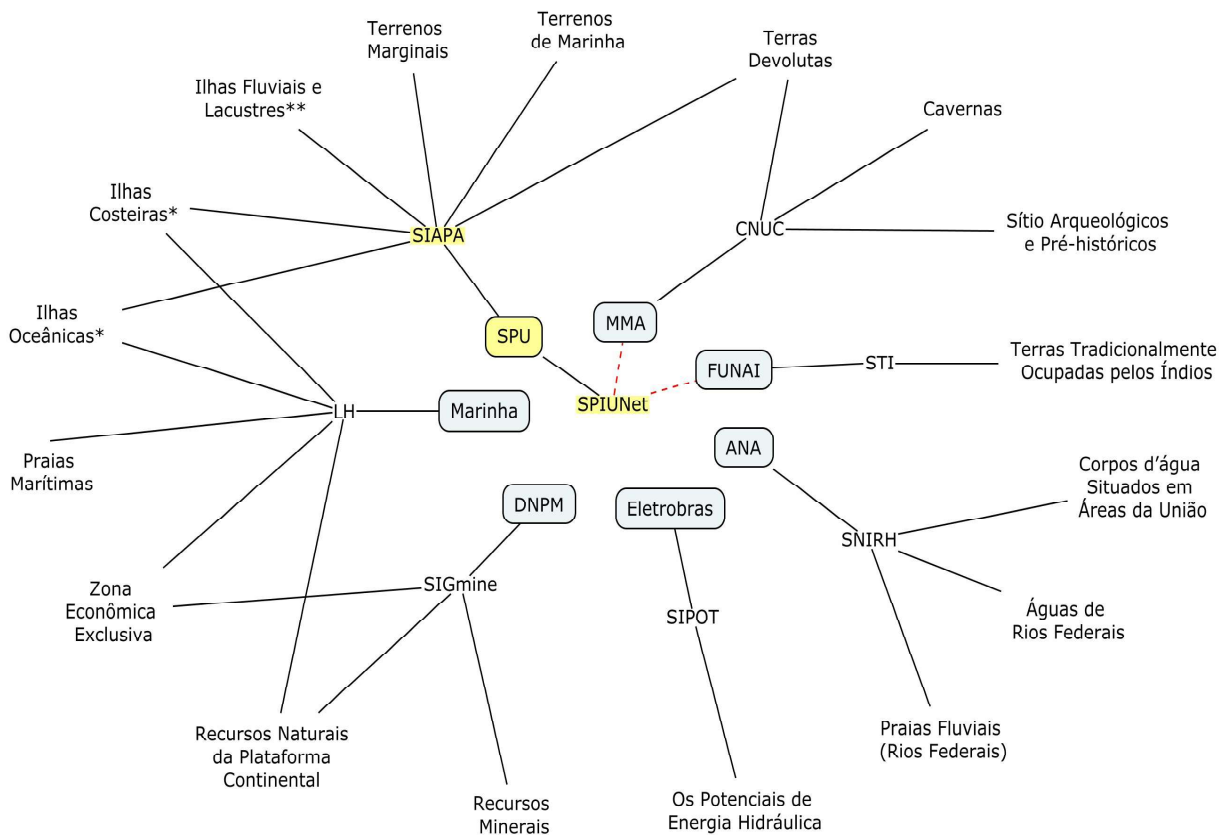 Terrenos
Marginais
Terrenos
de Marinha
Terras
Devolutas
Ilhas Fluviais e
Lacustres**
Cavernas
Ilhas
Costeiras*
SIAPA
CNUC
Sítio Arqueológicos
e Pré-históricos
Ilhas
Oceânicas*
SPU
MMA
FUNAI
STI
Terras Tradicionalmente
Ocupadas pelos Índios
SPIUNet
LH
Marinha
ANA
Praias
Marítimas
Corpos d'água
Situados em
Áreas da União
DNPM
Eletrobras
SNIRH
Zona
Econômica
Exclusiva
SIGmine
SIPOT
Águas de
Rios Federais
Recursos Naturais
da Plataforma
Continental
Praias Fluviais
(Rios Federais)
Recursos
Minerais
Os Potenciais de
Energia Hidráulica